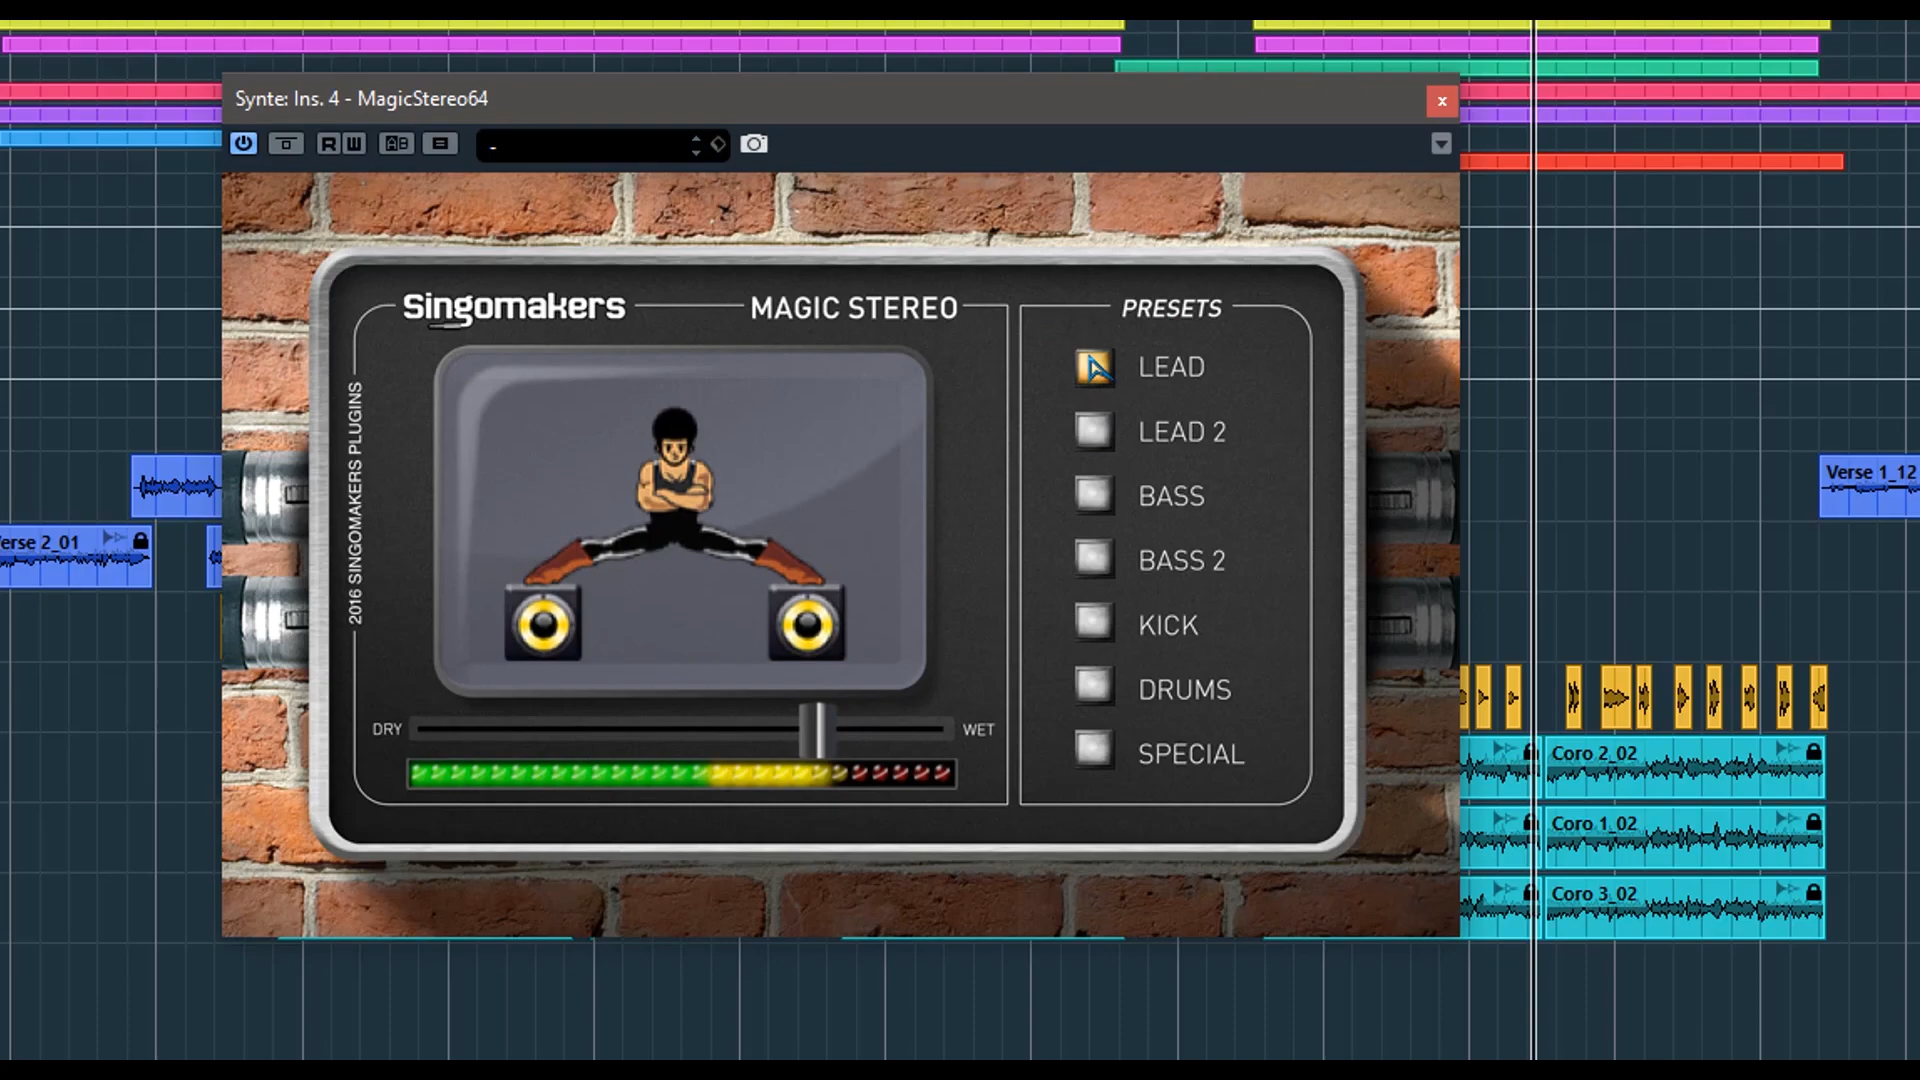 Synte: Ins. 4 - MagicStereo64
x
R W
-
Singomakers
MAGIC STEREO
PRESETS
2016 SINGOMAKERS PLUGINS
LEAD
LEAD 2
BASS
BASS 2
KICK
DRUMS
SPECIAL
DRY
WET
erse 2_01
Verse 1_12
Coro 2_02
Coro 1_02
Coro 3_02